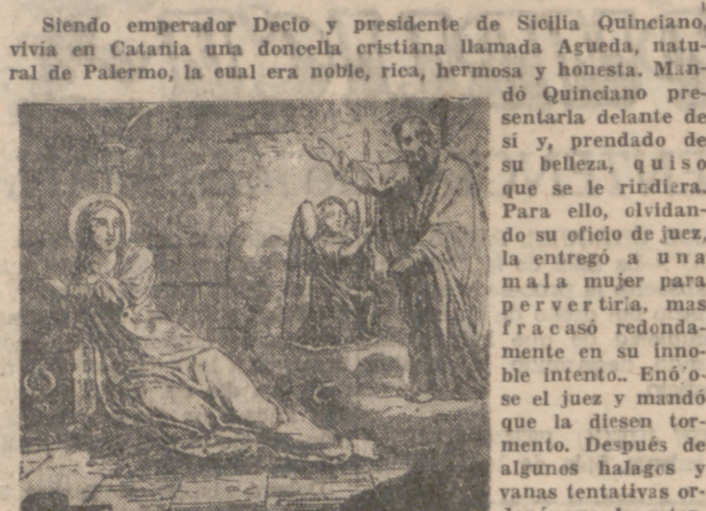 Siendo emperador Decio y presidente de Sicilia Quinciano,
vivía en Catania una doncella cristiana llamada Agueda, natu-
ral de Palermo, la cual era noble, rica, hermosa y honesta. Man-
dó Quinciano pre-
sentarla delante de
sí y, prendado de
su belleza, quiso
que se le rindiera.
Para ello, olvidan-
do su oficio de juez,
la entregó a una
mala mujer para
pervertirla, mas
fracasó redonda-
mente en su inno-
ble intento.. Enojo-
se el juez y mandó
que la diesen tor-
mento. Después de
algunos halagos y
vanas tentativas or-